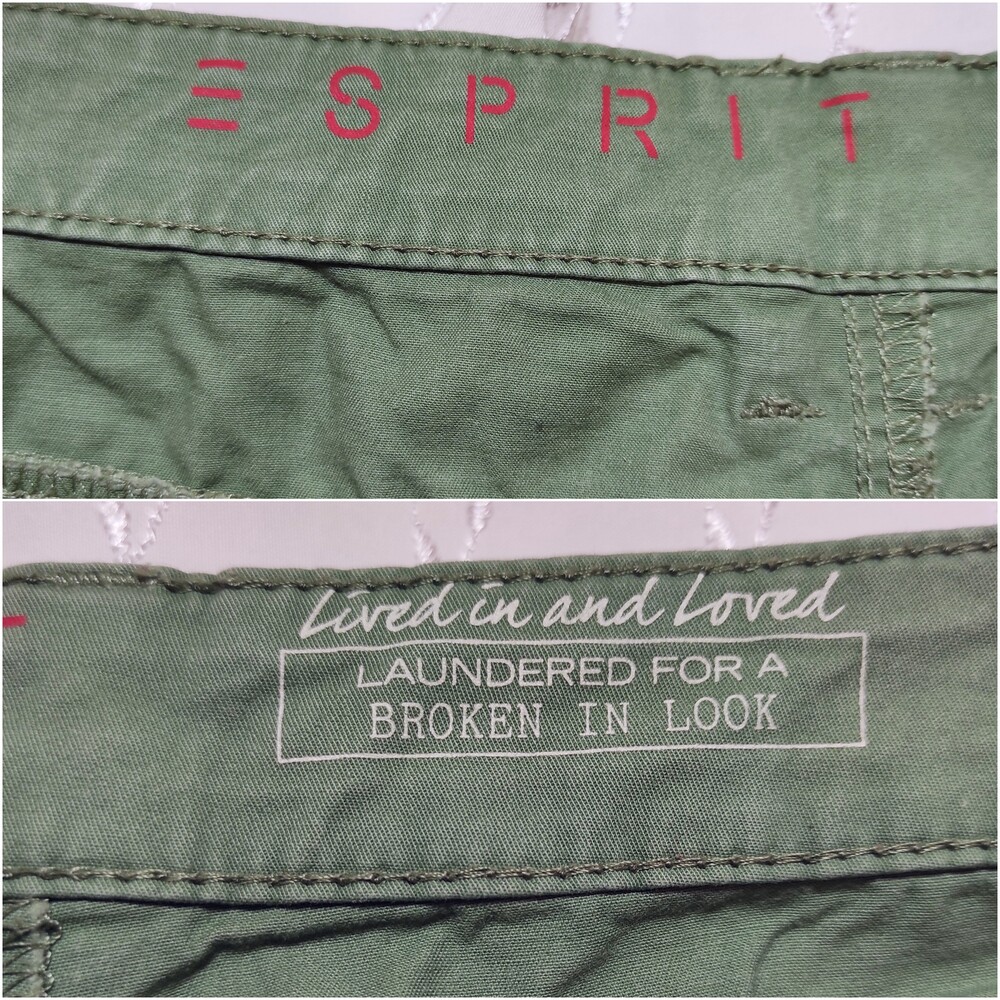 ESPRIT
Lived in and Loved
LAUNDERED FOR A
BROKEN IN LOOK